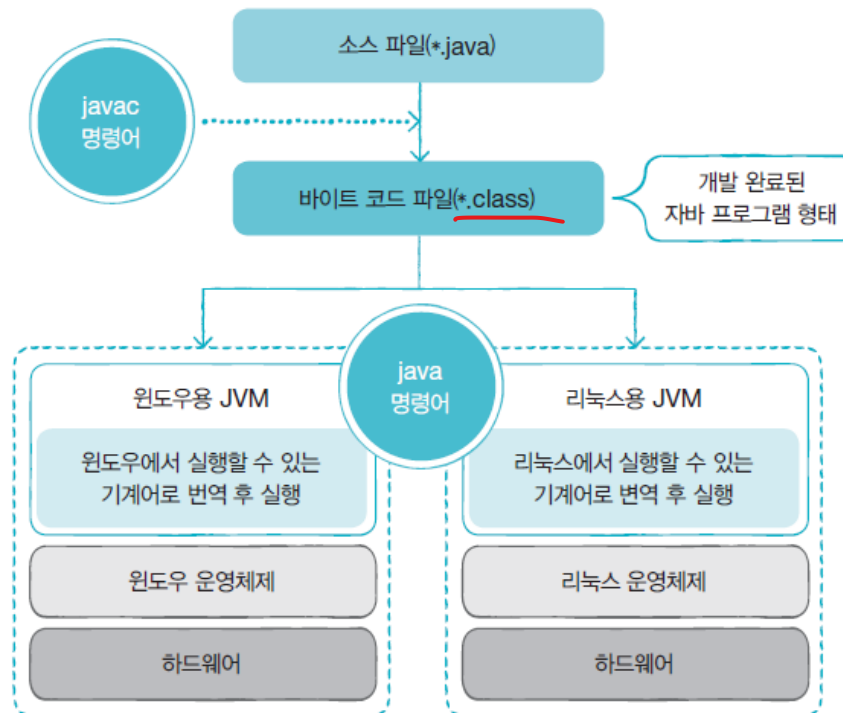 소스 파일(*.java)
javac
명령어
바이트 코드 파일(*.class)
개발 완료된
자바 프로그램 형태
java
명령어
윈도우용 JVM
윈도우에서 실행할 수 있는
기계어로 번역 후 실행
윈도우 운영체제
하드웨어
리눅스용 JVM
리눅스에서 실행할 수 있는
기계어로 변역 후 실행
리눅스 운영체제
하드웨어